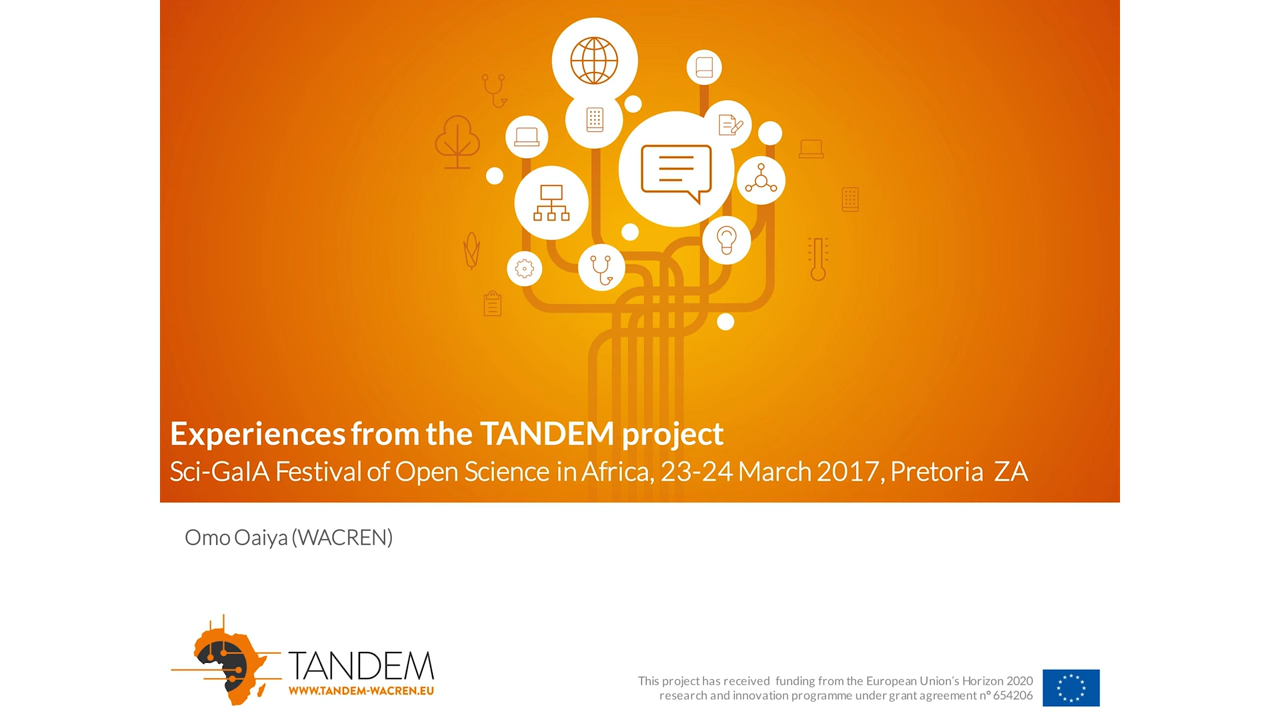 Experiences from the TANDEM project
Sci-GaIA Festival of Open Science in Africa, 23-24 March 2017, Pretoria ZA
Omo Oaiya (WACREN)
TANDEM
WWW.TANDEM-WACREN.EU
This project has received funding from the European Union's Horizon 2020
research and innovation programme under grant agreement nº 654206